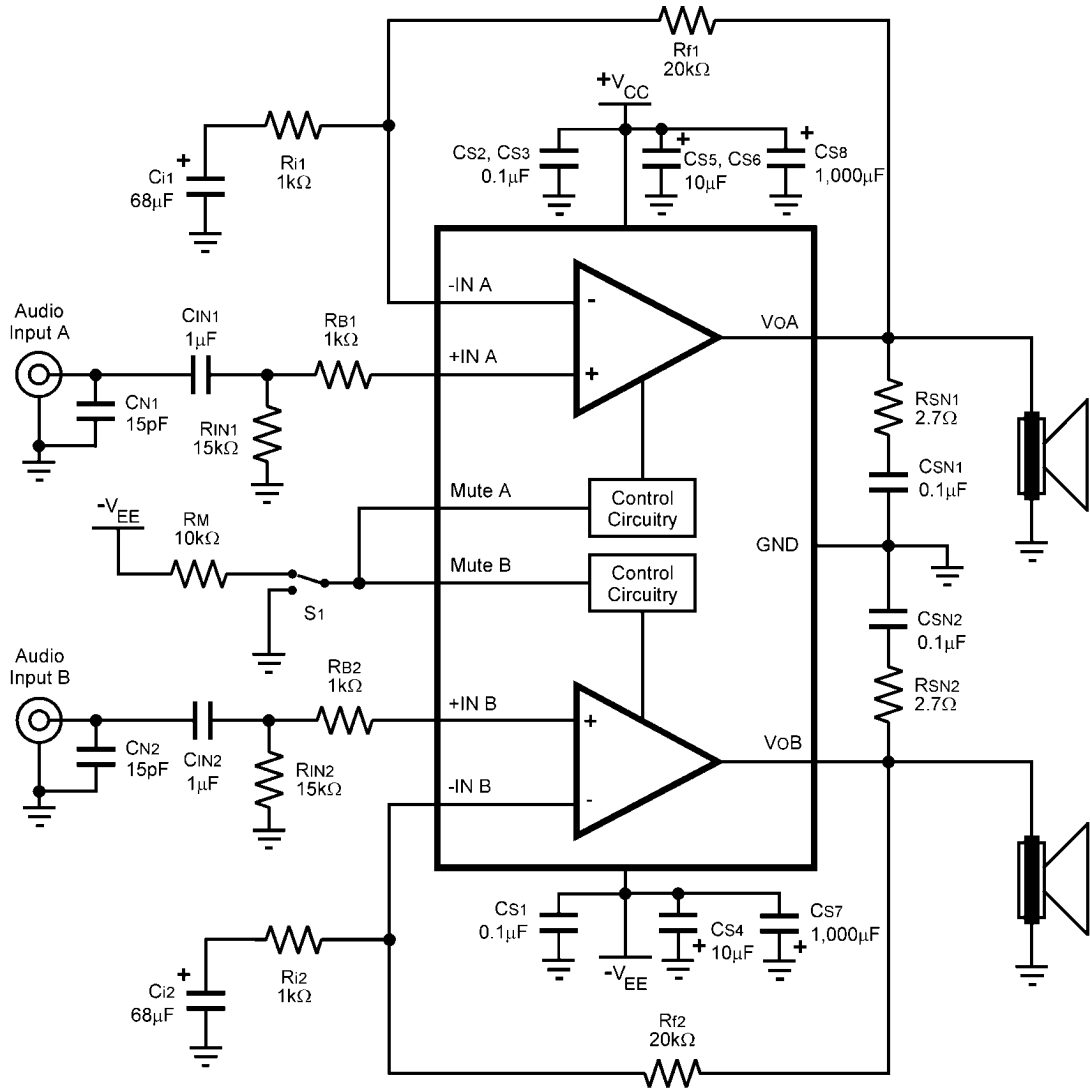 Rf1
20kΩ
+VCC
CS2, CS3
0.1µF
+
CS5, CS6
10µF
+
CS8
1,000µF
Ri1
1kΩ
+
Ci1
68µF
-IN A
-
Audio
Input A
CIN1
1µF
RB1
1kΩ
+IN A
+
VOA
CN1
15pF
RIN1
15kΩ
RSN1
2.7Ω
CSN1
0.1µF
Mute A
Control
Circuitry
-VEE
RM
10kΩ
S1
Mute B
Control
Circuitry
GND
CSN2
0.1µF
RSN2
2.7Ω
Audio
Input B
RB2
1kΩ
+IN B
+
CN2
15pF
CIN2
1µF
RIN2
15kΩ
-IN B
-
VOB
CS1
0.1µF
-VEE
CS4
+ 10µF
CS7
1,000µF
+
Ri2
1kΩ
+
Ci2
68µF
Rf2
20kΩ